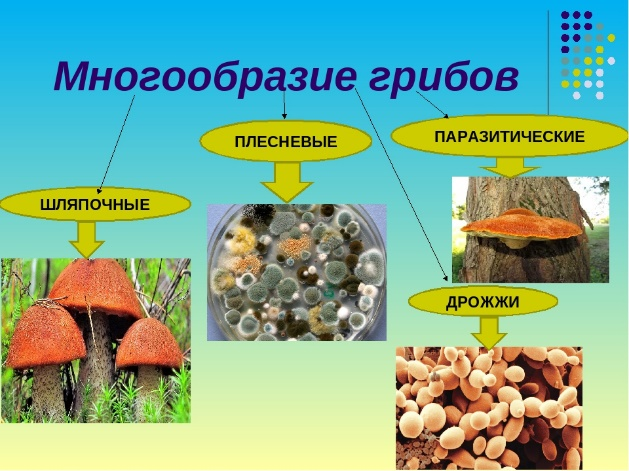 Многообразие грибов
ПЛЕСНЕВЫЕ
ПАРАЗИТИЧЕСКИЕ
ШЛЯПОЧНЫЕ
ДРОЖЖИ